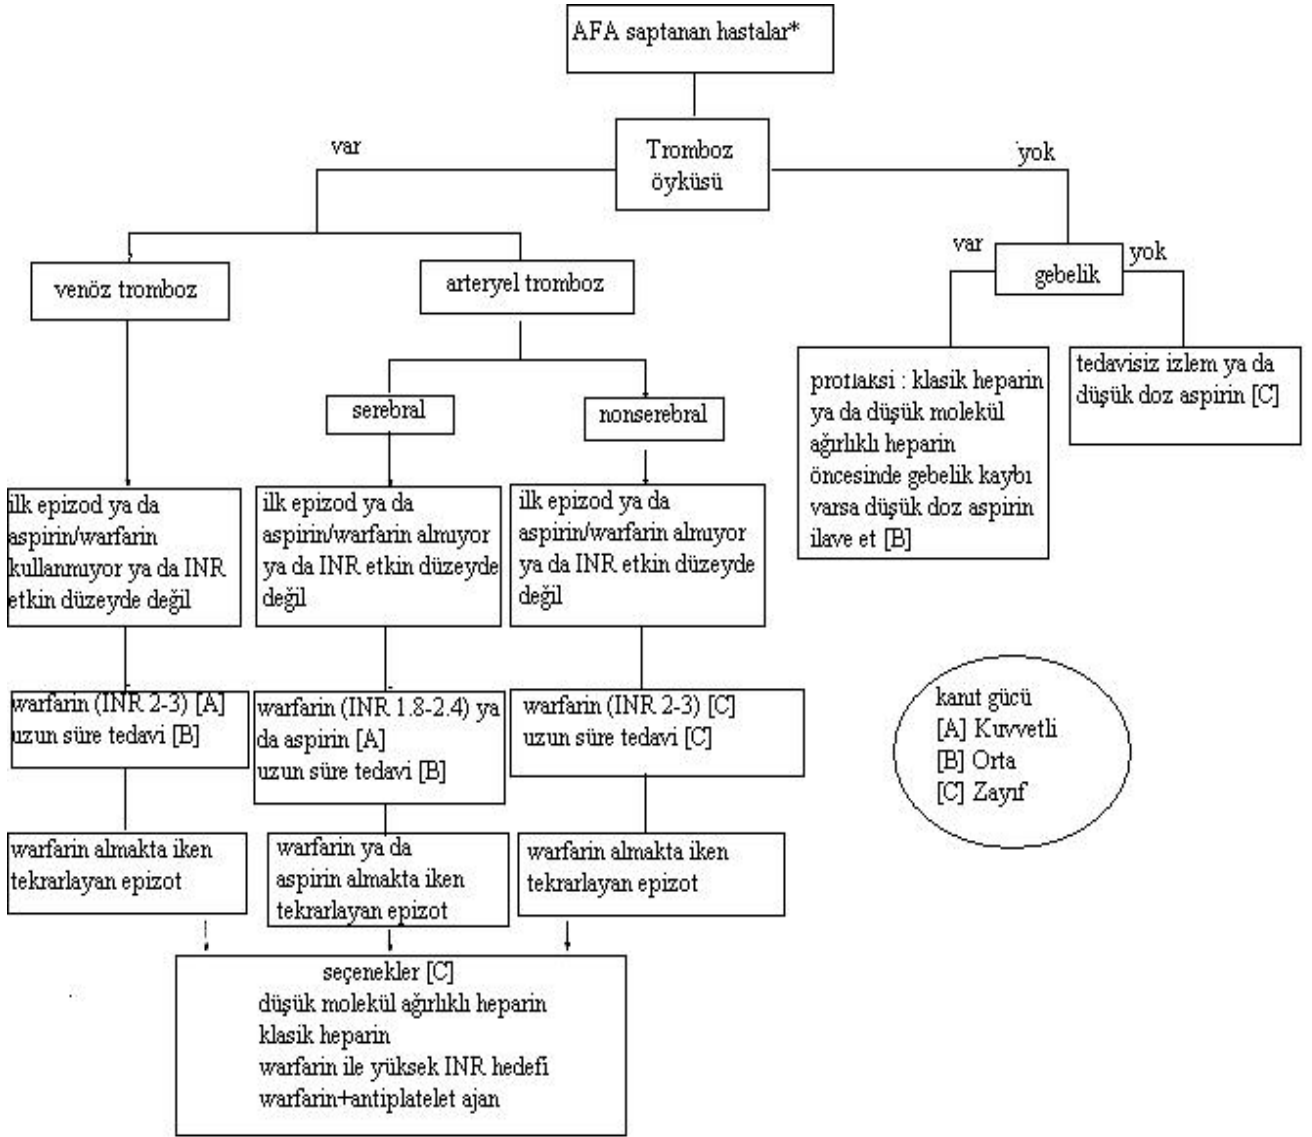 AFA saptanan hastalar*
Tromboz
öyküsü
var
yok
venöz tromboz
arteryel tromboz
var
gebelik
yok
serebral
nonserebral
protlaksi : klasik heparin
ya da düşük molekül
ağırlıklı heparin
öncesinde gebelik kaybı
varsa düşük doz aspirin
ilave et [B]
tedavisiz izlem ya da
düşük doz aspirin [C]
ilk epizod ya da
aspirin/warfarin
kullanmıyor ya da INR
etkin düzeyde değil
ilk epizod ya da
aspirin/warfarin almıyor
ya da INR etkin düzeyde
değil
ilk epizod ya da
aspirin/warfarin almıyor
ya da INR etkin düzeyde
değil
warfarin (INR 2-3) [A]
uzun süre tedavi [B]
warfarin (INR 1.8-2.4) ya
da aspirin [A]
uzun süre tedavi [B]
warfarin (INR 2-3) [C]
uzun süre tedavi [C]
kanıt gücü
[A] Kuvvetli
[B] Orta
[C] Zayıf
warfarin almakta iken
tekrarlayan epizot
warfarin ya da
aspirin almakta iken
tekrarlayan epizot
warfarin almakta iken
tekrarlayan epizot
seçenekler [C]
düşük molekül ağırlıklı heparin
klasik heparin
warfarin ile yüksek INR hedefi
warfarin+antiplatelet ajan